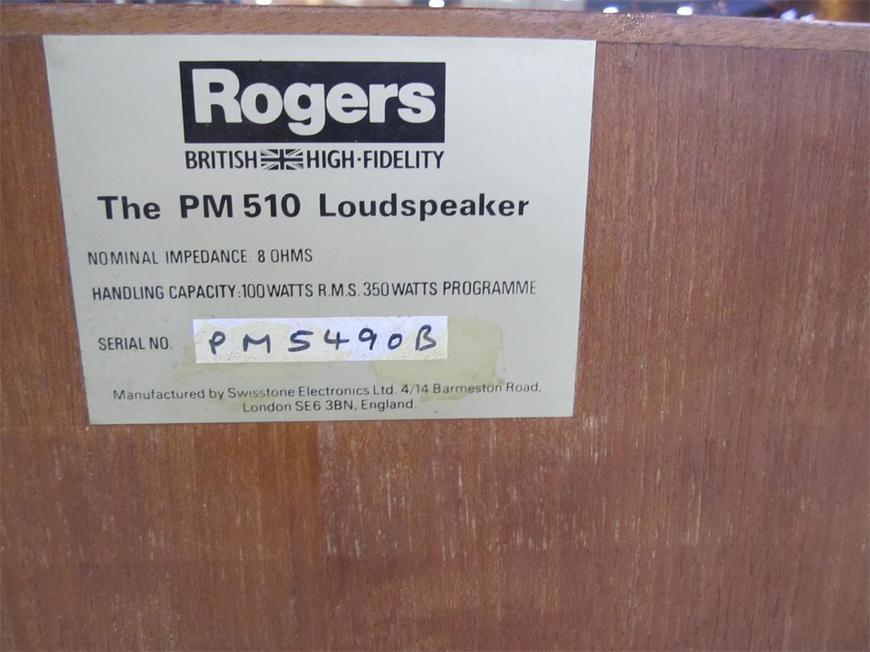 Rogers
BRITISH HIGH·FIDELITY
The PM 510 Loudspeaker
NOMINAL IMPEDANCE 8 OHMS
HANDLING CAPACITY:100 WATTS R.M.S. 350 WATTS PROGRAMME
SERIAL NO. PM5490B
Manufactured by Swisstone Electronics Ltd. 4/14 Barmeston Road,
London SE6 3BN, England.